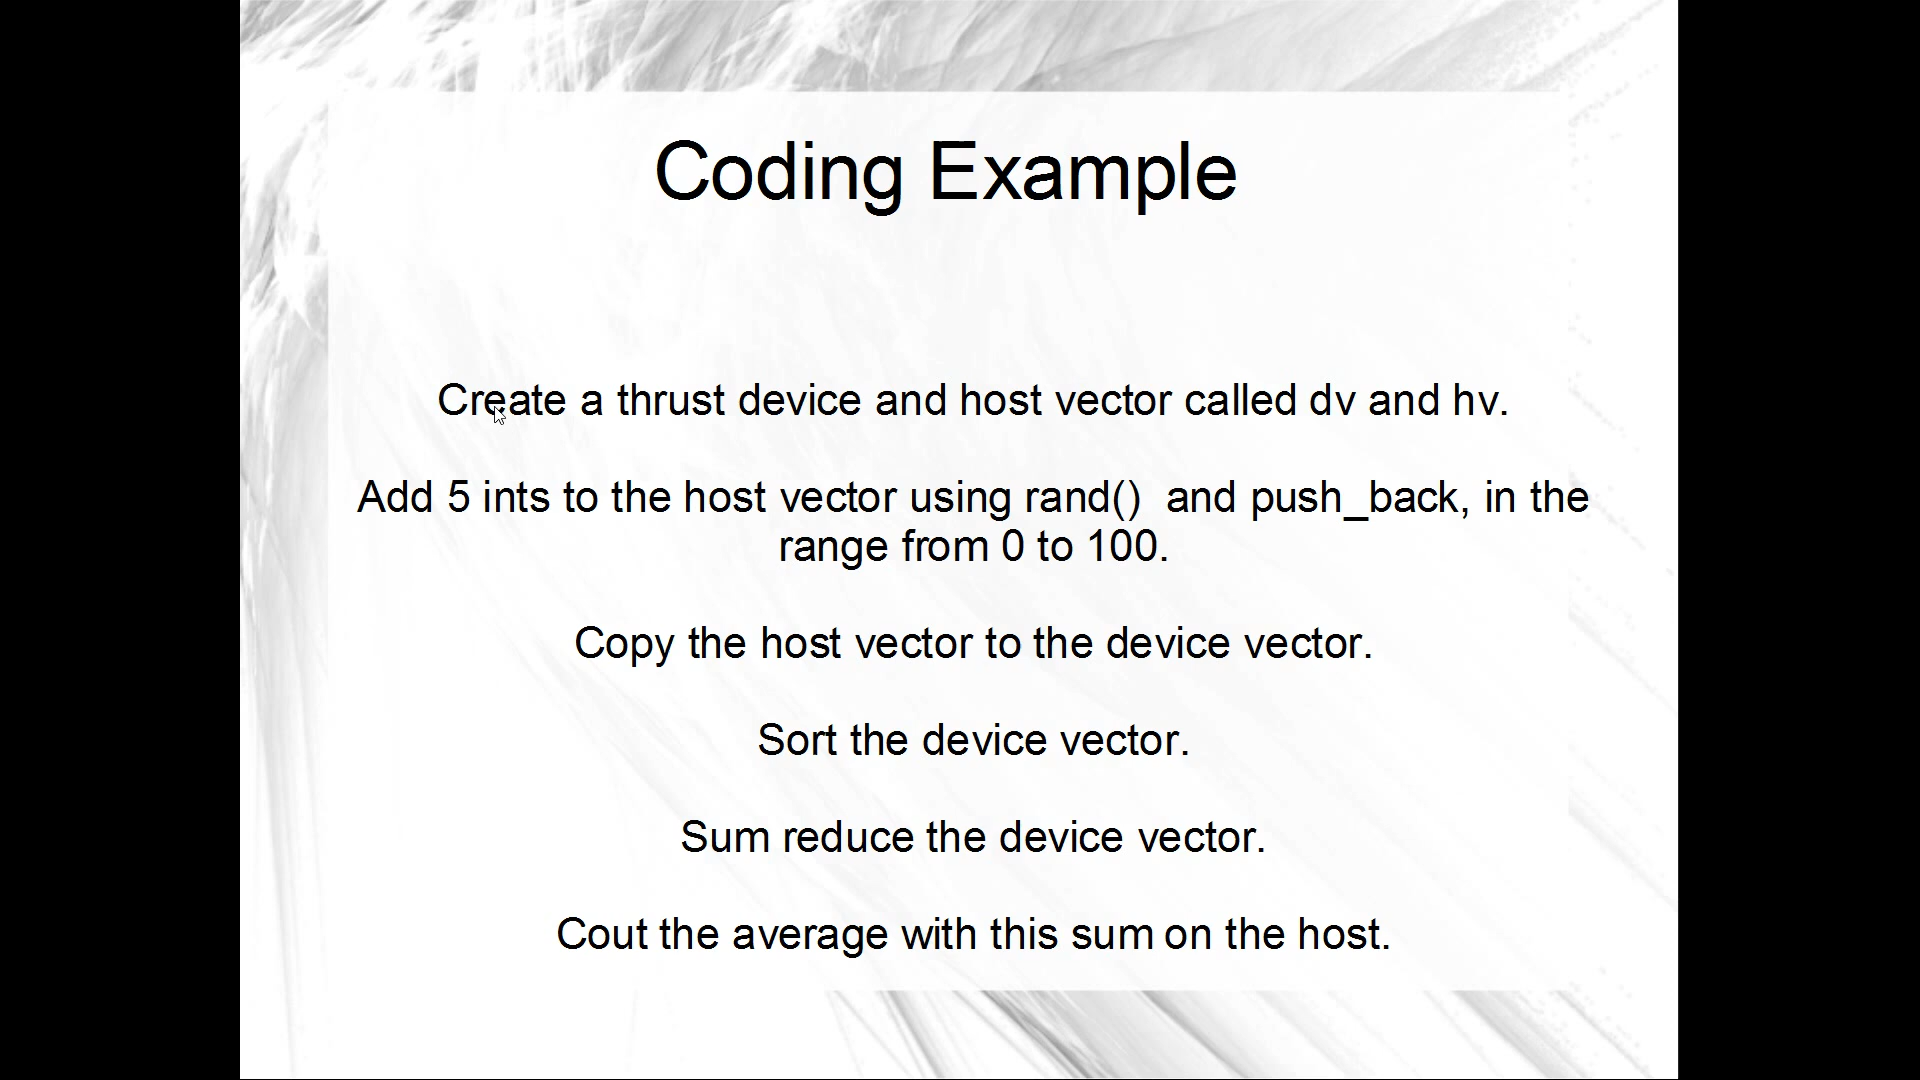 Coding Example
Create a thrust device and host vector called dv and hv.
Add 5 ints to the host vector using rand()  and push_back, in the
range from 0 to 100.
Copy the host vector to the device vector.
Sort the device vector.
Sum reduce the device vector.
Cout the average with this sum on the host.